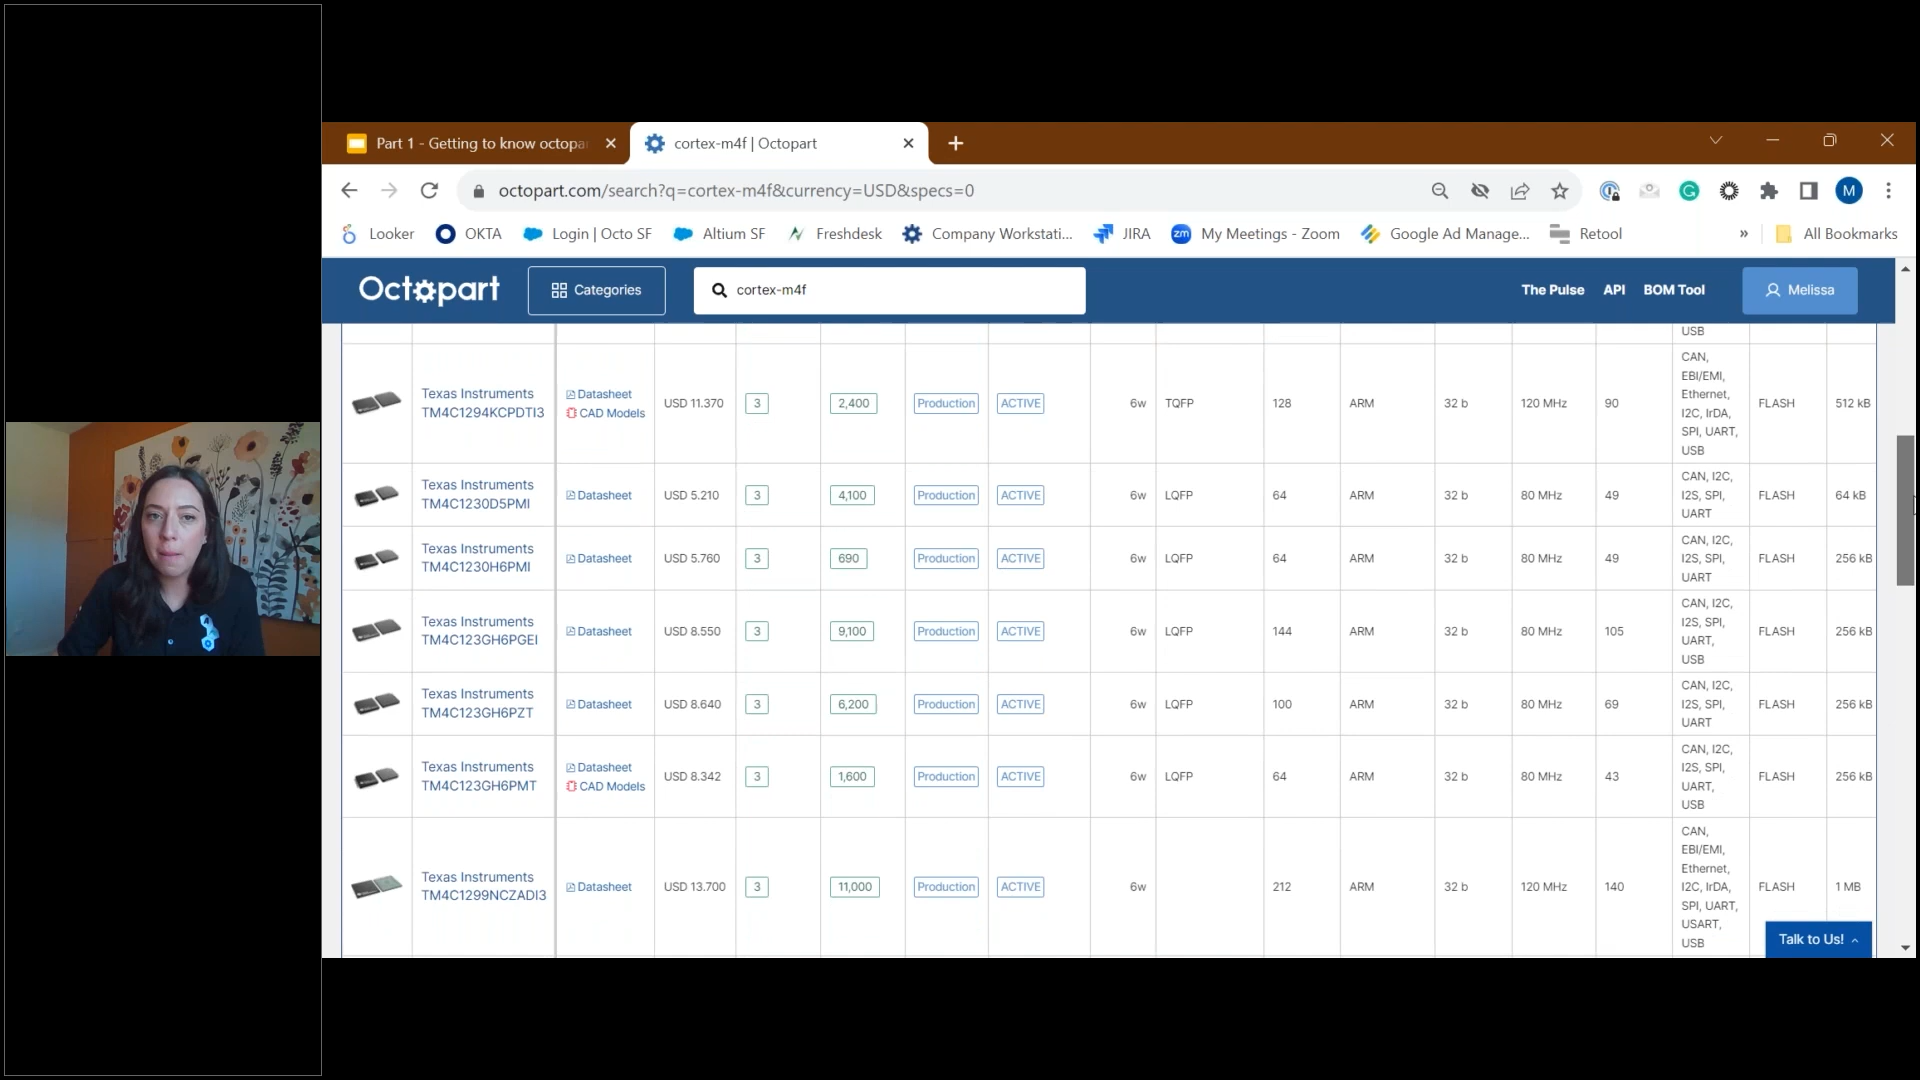 Part 1 - Getting to know octopa
cortex-m4f | Octopart
octopart.com/search?q=cortex-m4f&currency=USD&specs=0
M
Looker
OKTA
Login | Octo SF
Altium SF
Freshdesk
Company Workstati...
JIRA
zm
My Meetings - Zoom
Google Ad Manage...
Retool
»
All Bookmarks
Octopart
Categories
cortex-m4f
The Pulse
API
BOM Tool
Melissa
USB
Texas Instruments
TM4C1294KCPDTI3
Datasheet
CAD Models
USD 11.370
3
2,400
Production
ACTIVE
6w
TQFP
128
ARM
32 b
120 MHz
90
CAN,
EBI/EMI,
Ethernet,
I2C, IrDA,
SPI, UART,
USB
FLASH
512 kB
Texas Instruments
TM4C1230D5PMI
Datasheet
USD 5.210
3
4,100
Production
ACTIVE
6w
LQFP
64
ARM
32 b
80 MHz
49
CAN, I2C,
I2S, SPI,
UART
FLASH
64 kB
Texas Instruments
TM4C1230H6PMI
Datasheet
USD 5.760
3
690
Production
ACTIVE
6w
LQFP
64
ARM
32 b
80 MHz
49
CAN, I2C,
I2S, SPI,
UART
FLASH
256 kB
Texas Instruments
TM4C123GH6PGEI
Datasheet
USD 8.550
3
9,100
Production
ACTIVE
6w
LQFP
144
ARM
32 b
80 MHz
105
CAN, I2C,
I2S, SPI,
UART,
USB
FLASH
256 kB
Texas Instruments
TM4C123GH6PZT
Datasheet
USD 8.640
3
6,200
Production
ACTIVE
6w
LQFP
100
ARM
32 b
80 MHz
69
CAN, I2C,
I2S, SPI,
UART
FLASH
256 kB
Texas Instruments
TM4C123GH6PMT
Datasheet
CAD Models
USD 8.342
3
1,600
Production
ACTIVE
6w
LQFP
64
ARM
32 b
80 MHz
43
CAN, I2C,
I2S, SPI,
UART,
USB
FLASH
256 kB
Texas Instruments
TM4C1299NCZADI3
Datasheet
USD 13.700
3
11,000
Production
ACTIVE
6w
212
ARM
32 b
120 MHz
140
CAN,
EBI/EMI,
Ethernet,
I2C, IrDA,
SPI, UART,
USART,
USB
FLASH
1 MB
Talk to Us!